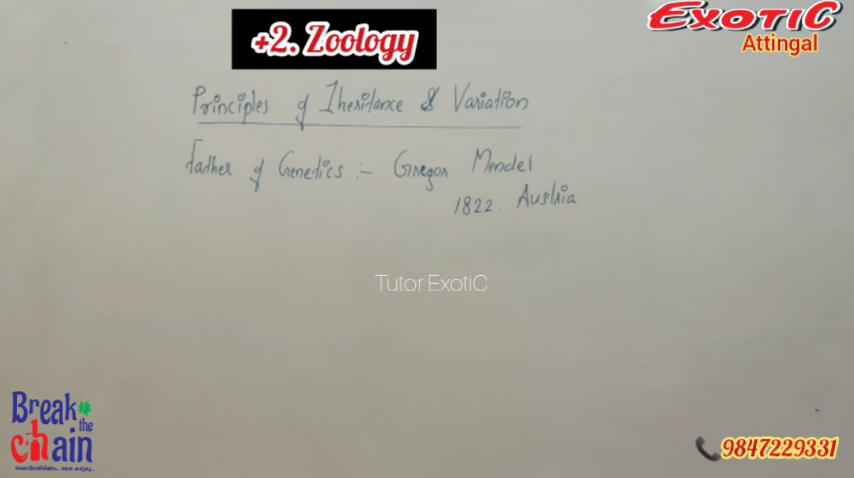 +2. Zoology
EXOTIC
Attingal
Principles of Iheritance & Variation
Father of Genetics :- Gregor Mendel
1822. Austria
Tutor ExotiC
Break
the
chain
9847229331